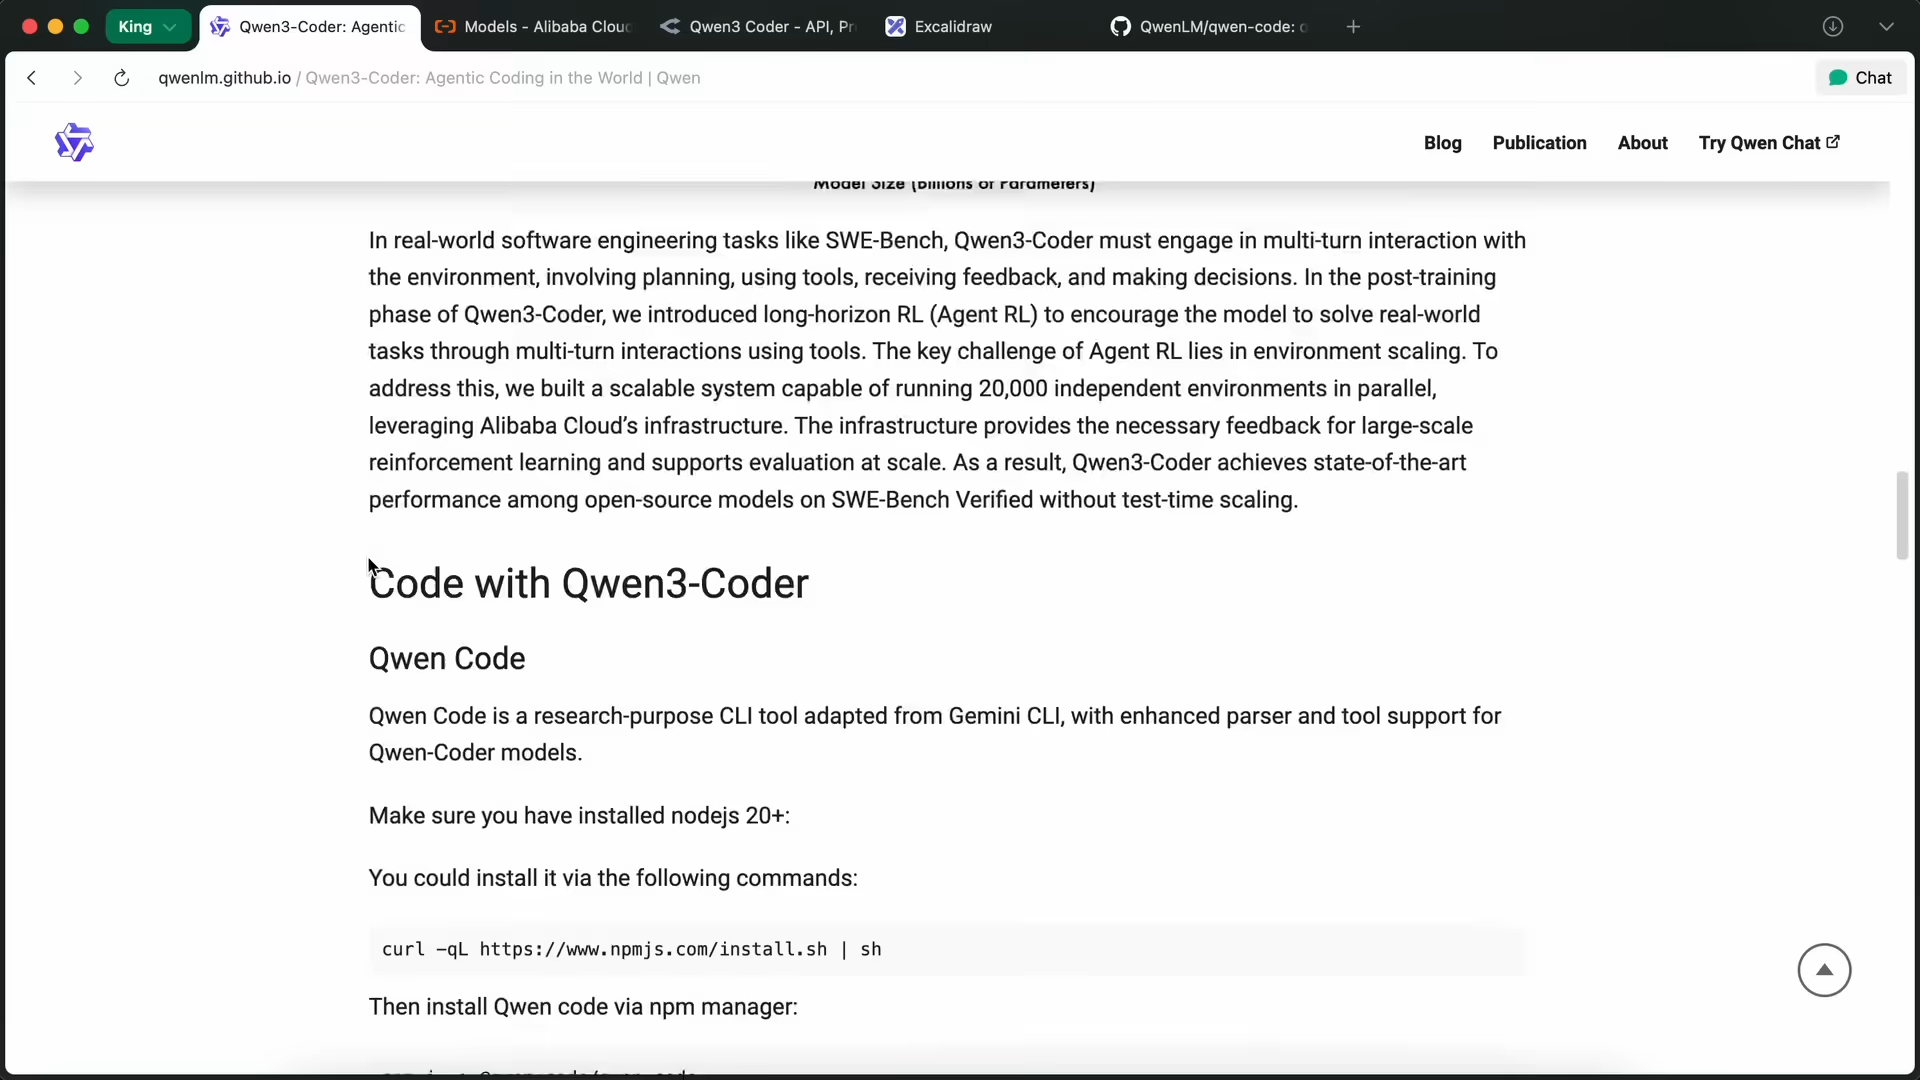 King
Qwen3-Coder: Agentic
Models - Alibaba Cloud
Qwen3 Coder - API, Pr
Excalidraw
QwenLM/qwen-code:
qwenlm.github.io / Qwen3-Coder: Agentic Coding in the World | Qwen
Chat
Blog
Publication
About
Try Qwen Chat
Model Size (Billions of Parameters)
In real-world software engineering tasks like SWE-Bench, Qwen3-Coder must engage in multi-turn interaction with
the environment, involving planning, using tools, receiving feedback, and making decisions. In the post-training
phase of Qwen3-Coder, we introduced long-horizon RL (Agent RL) to encourage the model to solve real-world
tasks through multi-turn interactions using tools. The key challenge of Agent RL lies in environment scaling. To
address this, we built a scalable system capable of running 20,000 independent environments in parallel,
leveraging Alibaba Cloud’s infrastructure. The infrastructure provides the necessary feedback for large-scale
reinforcement learning and supports evaluation at scale. As a result, Qwen3-Coder achieves state-of-the-art
performance among open-source models on SWE-Bench Verified without test-time scaling.
Code with Qwen3-Coder
Qwen Code
Qwen Code is a research-purpose CLI tool adapted from Gemini CLI, with enhanced parser and tool support for
Qwen-Coder models.
Make sure you have installed nodejs 20+:
You could install it via the following commands:
curl -qL https://www.npmjs.com/install.sh | sh
Then install Qwen code via npm manager: